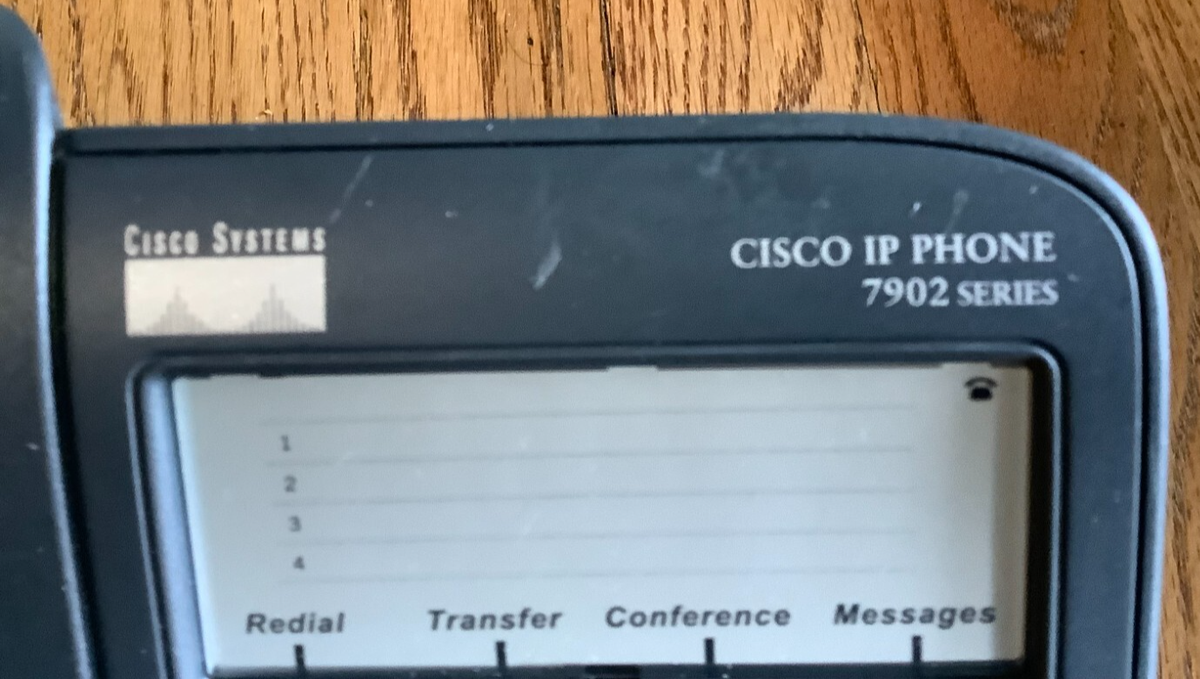 CISCO SYSTEMS
CISCO IP PHONE
7902 SERIES
1
2
3
4
Redial Transfer Conference Messages